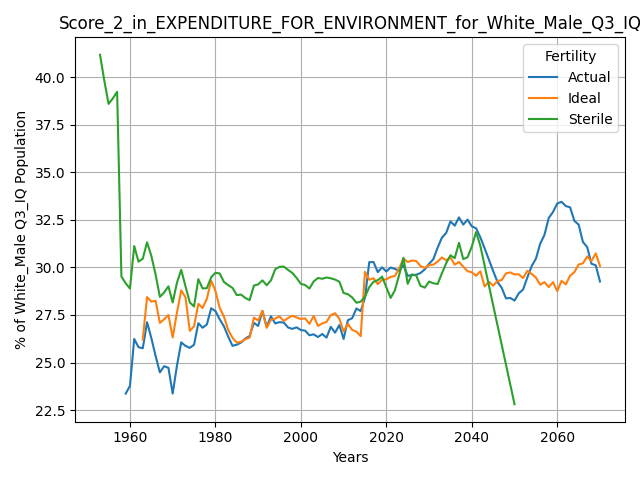 Score_2_in_EXPENDITURE_FOR_ENVIRONMENT_for_White_Male_Q3_IQ
% of White_Male Q3_IQ Population
40.0
37.5
35.0
32.5
30.0
27.5
25.0
22.5
Fertility
Actual
Ideal
Sterile
1960 1980 2000 2020 2040 2060
Years